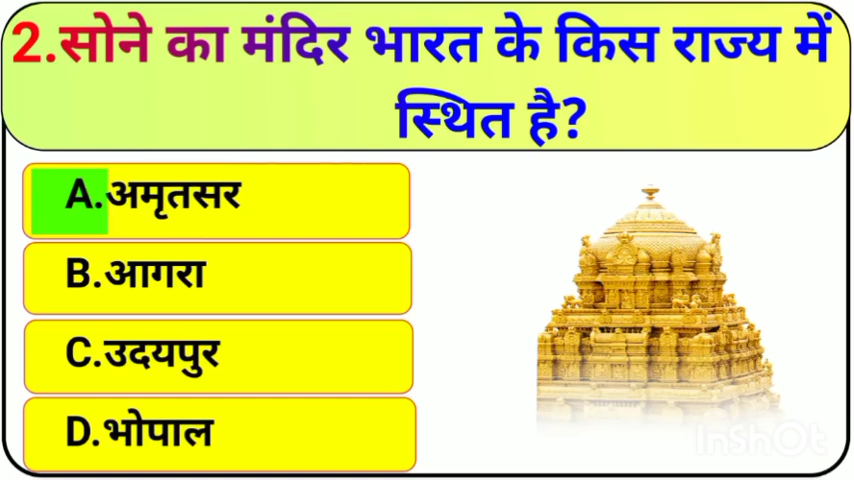 2.सोने का मंदिर भारत के किस राज्य में
स्थित है?
A.अमृतसर
B.आगरा
C.उदयपुर
D.भोपाल
InShOt